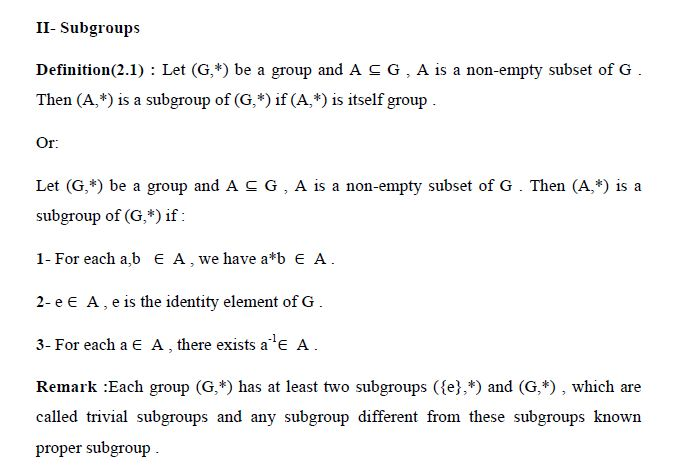 II- Subgroups
Definition(2.1) : Let (G,*) be a group and A ⊆ G , A is a non-empty subset of G .
Then (A,*) is a subgroup of (G,*) if (A,*) is itself group .
Or:
Let (G,*) be a group and A ⊆ G , A is a non-empty subset of G . Then (A,*) is a
subgroup of (G,*) if :
1- For each a,b ∈ A , we have a*b ∈ A .
2- e ∈ A , e is the identity element of G .
3- For each a ∈ A , there exists a⁻¹∈ A .
Remark :Each group (G,*) has at least two subgroups ({e},*) and (G,*) , which are
called trivial subgroups and any subgroup different from these subgroups known
proper subgroup .